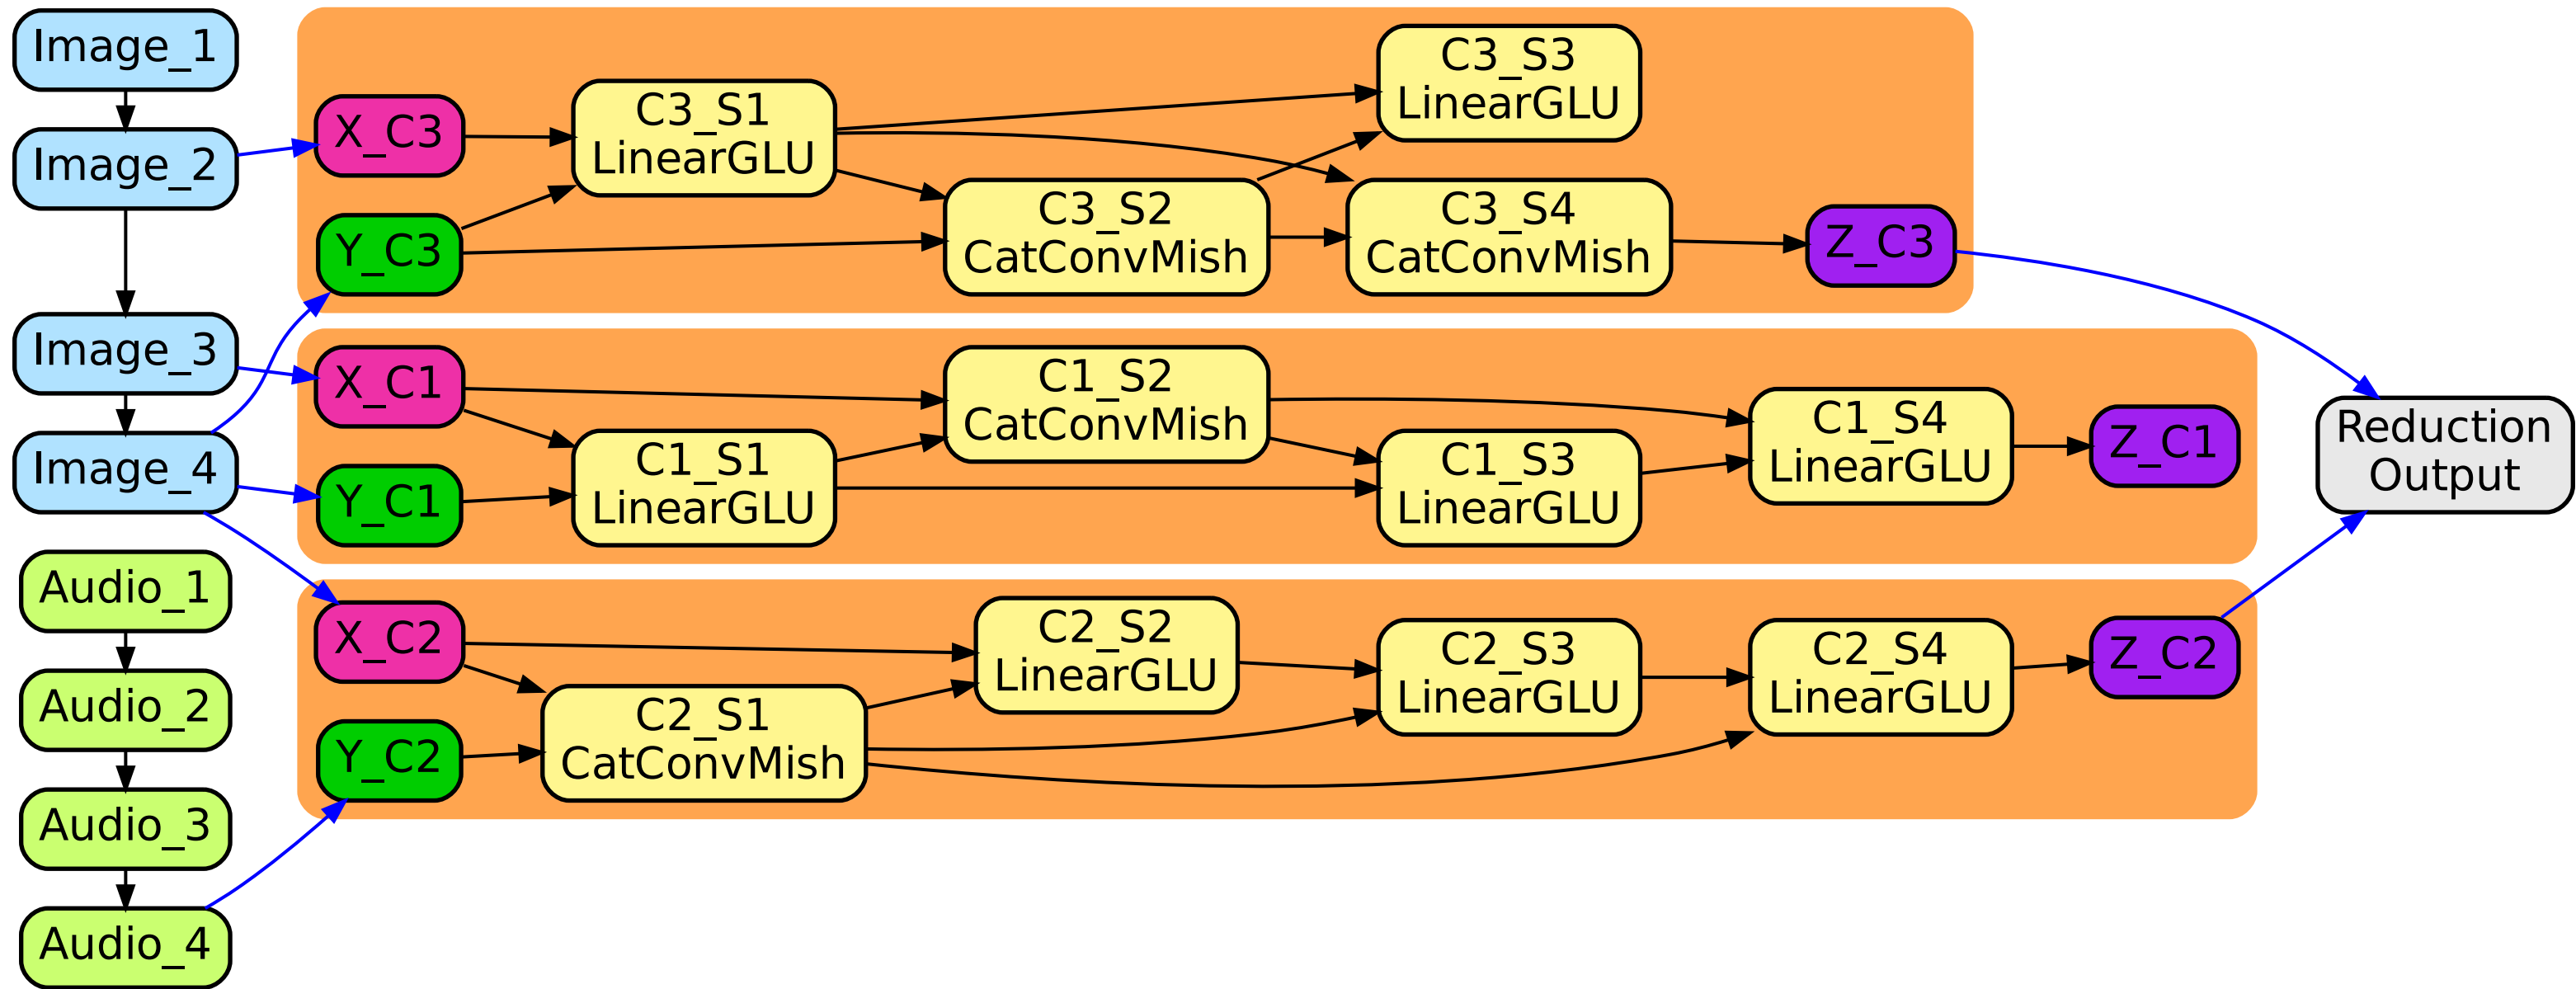 Image_1
Image_2
Image_3
Image_4
Audio_1
Audio_2
Audio_3
Audio_4
X_C3
Y_C3
C3_S1
LinearGLU
C3_S2
CatConvMish
C3_S3
LinearGLU
C3_S4
CatConvMish
Z_C3
X_C1
Y_C1
C1_S1
LinearGLU
C1_S2
CatConvMish
C1_S3
LinearGLU
C1_S4
LinearGLU
Z_C1
X_C2
Y_C2
C2_S1
CatConvMish
C2_S2
LinearGLU
C2_S3
LinearGLU
C2_S4
LinearGLU
Z_C2
Reduction
Output